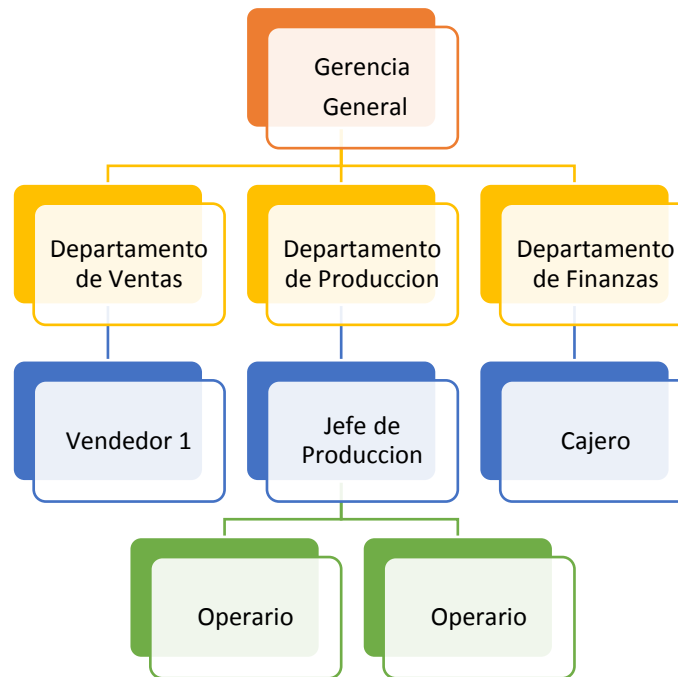 Gerencia
General
Departamento
de Ventas
Departamento
de Produccion
Departamento
de Finanzas
Vendedor 1
Jefe de
Produccion
Cajero
Operario
Operario